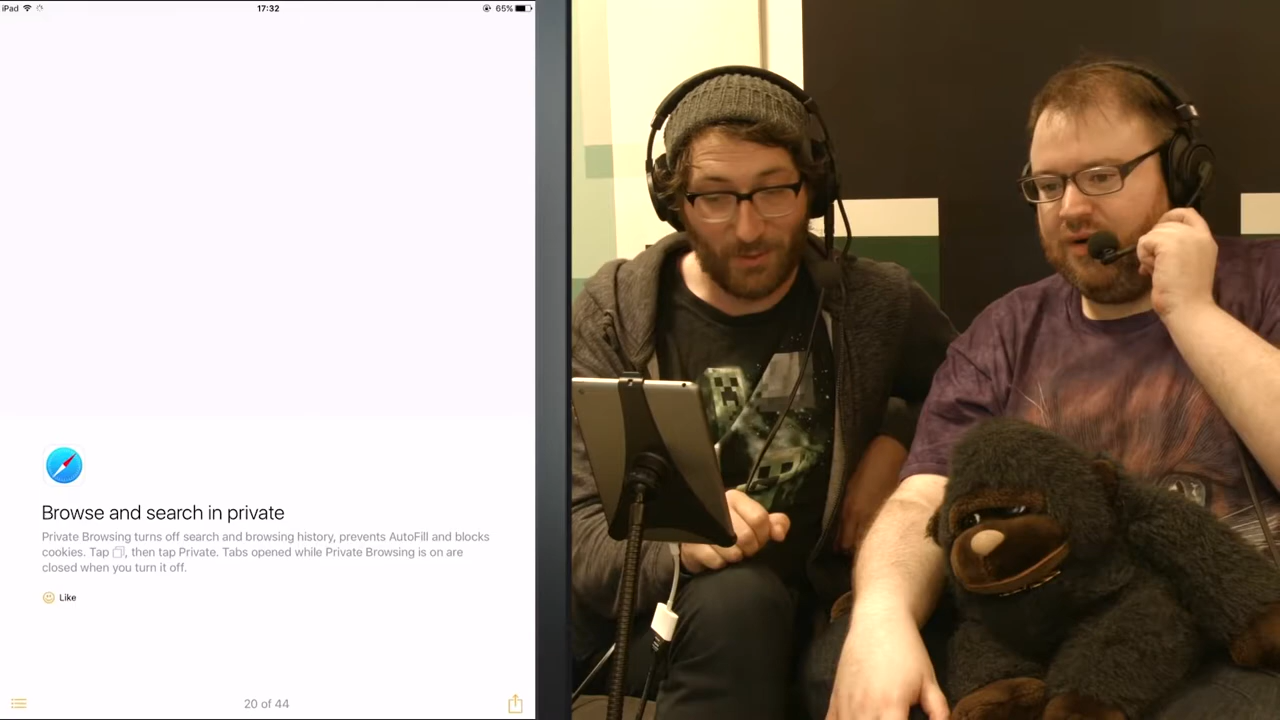 iPad 17:32 65%
Browse and search in private
Private Browsing turns off search and browsing history, prevents AutoFill and blocks
cookies. Tap , then tap Private. Tabs opened while Private Browsing is on are
closed when you turn it off.
Like
20 of 44